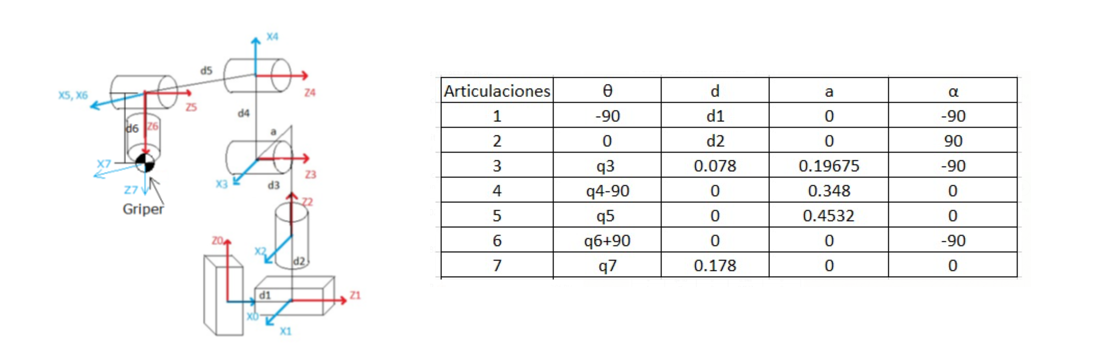 X4
d5
Z4
X5, X6
Z5
d4
d6
Z6
a
X7
X3
Z3
d3
Z7
Griper
Z2
X2
d2
Z0
d1
Z1
X0
X1
Articulaciones θ d a α
1 -90 d1 0 -90
2 0 d2 0 90
3 q3 0.078 0.19675 -90
4 q4-90 0 0.348 0
5 q5 0 0.4532 0
6 q6+90 0 0 -90
7 q7 0.178 0 0